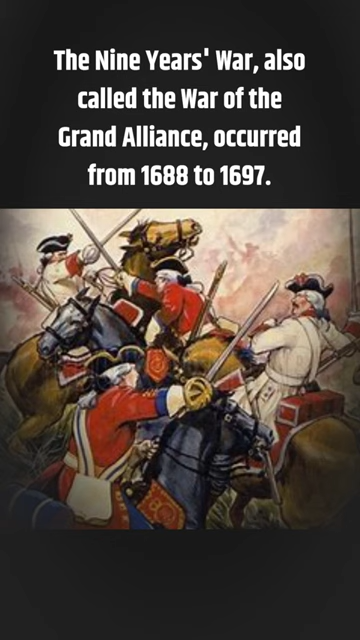 The Nine Years' War, also
called the War of the
Grand Alliance, occurred
from 1688 to 1697.